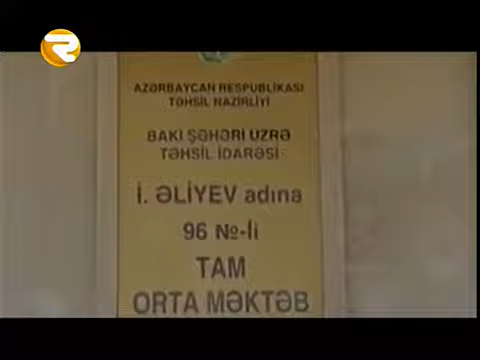 AZƏRBAYCAN RESPUBLİKASI
TƏHSİL NAZİRLİYİ
BAKI ŞƏHƏRİ ÜZRƏ
TƏHSİL İDARƏSİ
İ. ƏLİYEV adına
96 №-li
TAM
ORTA MƏKTƏB